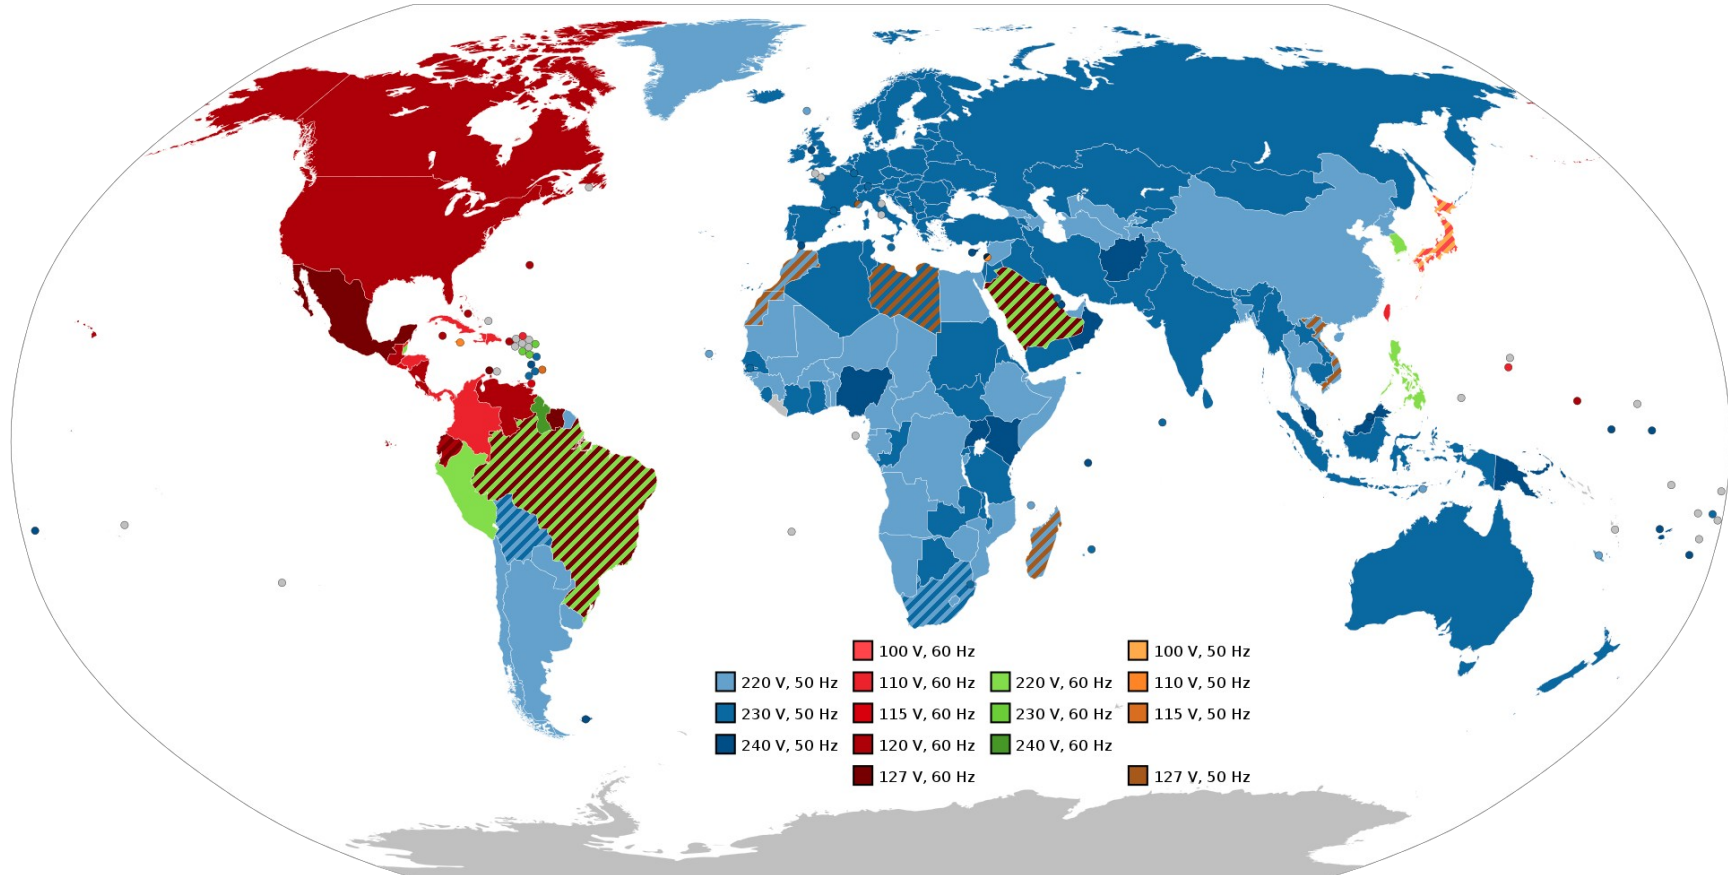 100 V, 60 Hz 100 V, 50 Hz
220 V, 50 Hz 110 V, 60 Hz 220 V, 60 Hz 110 V, 50 Hz
230 V, 50 Hz 115 V, 60 Hz 230 V, 60 Hz 115 V, 50 Hz
240 V, 50 Hz 120 V, 60 Hz 240 V, 60 Hz
127 V, 60 Hz 127 V, 50 Hz